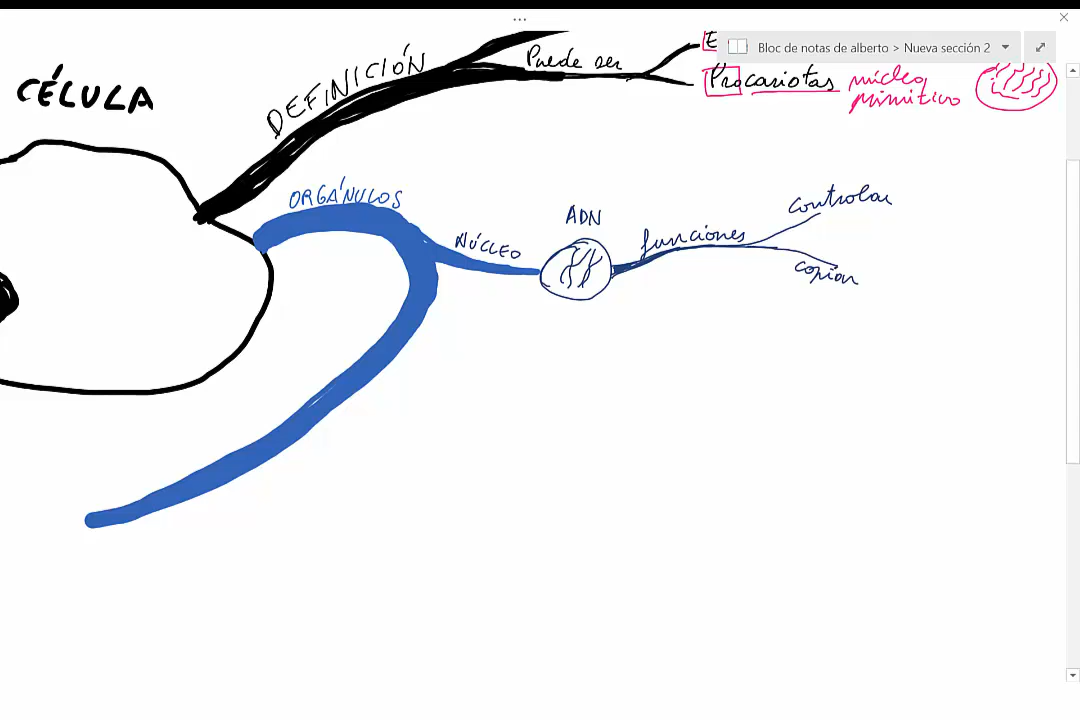 ...
Bloc de notas de alberto > Nueva sección 2
CÉLULA
DEFINICIÓN
Puede ser
E
Procariotas núcleo
primitivo
ORGÁNULOS
NÚCLEO
ADN
funciones
controlar
copiar